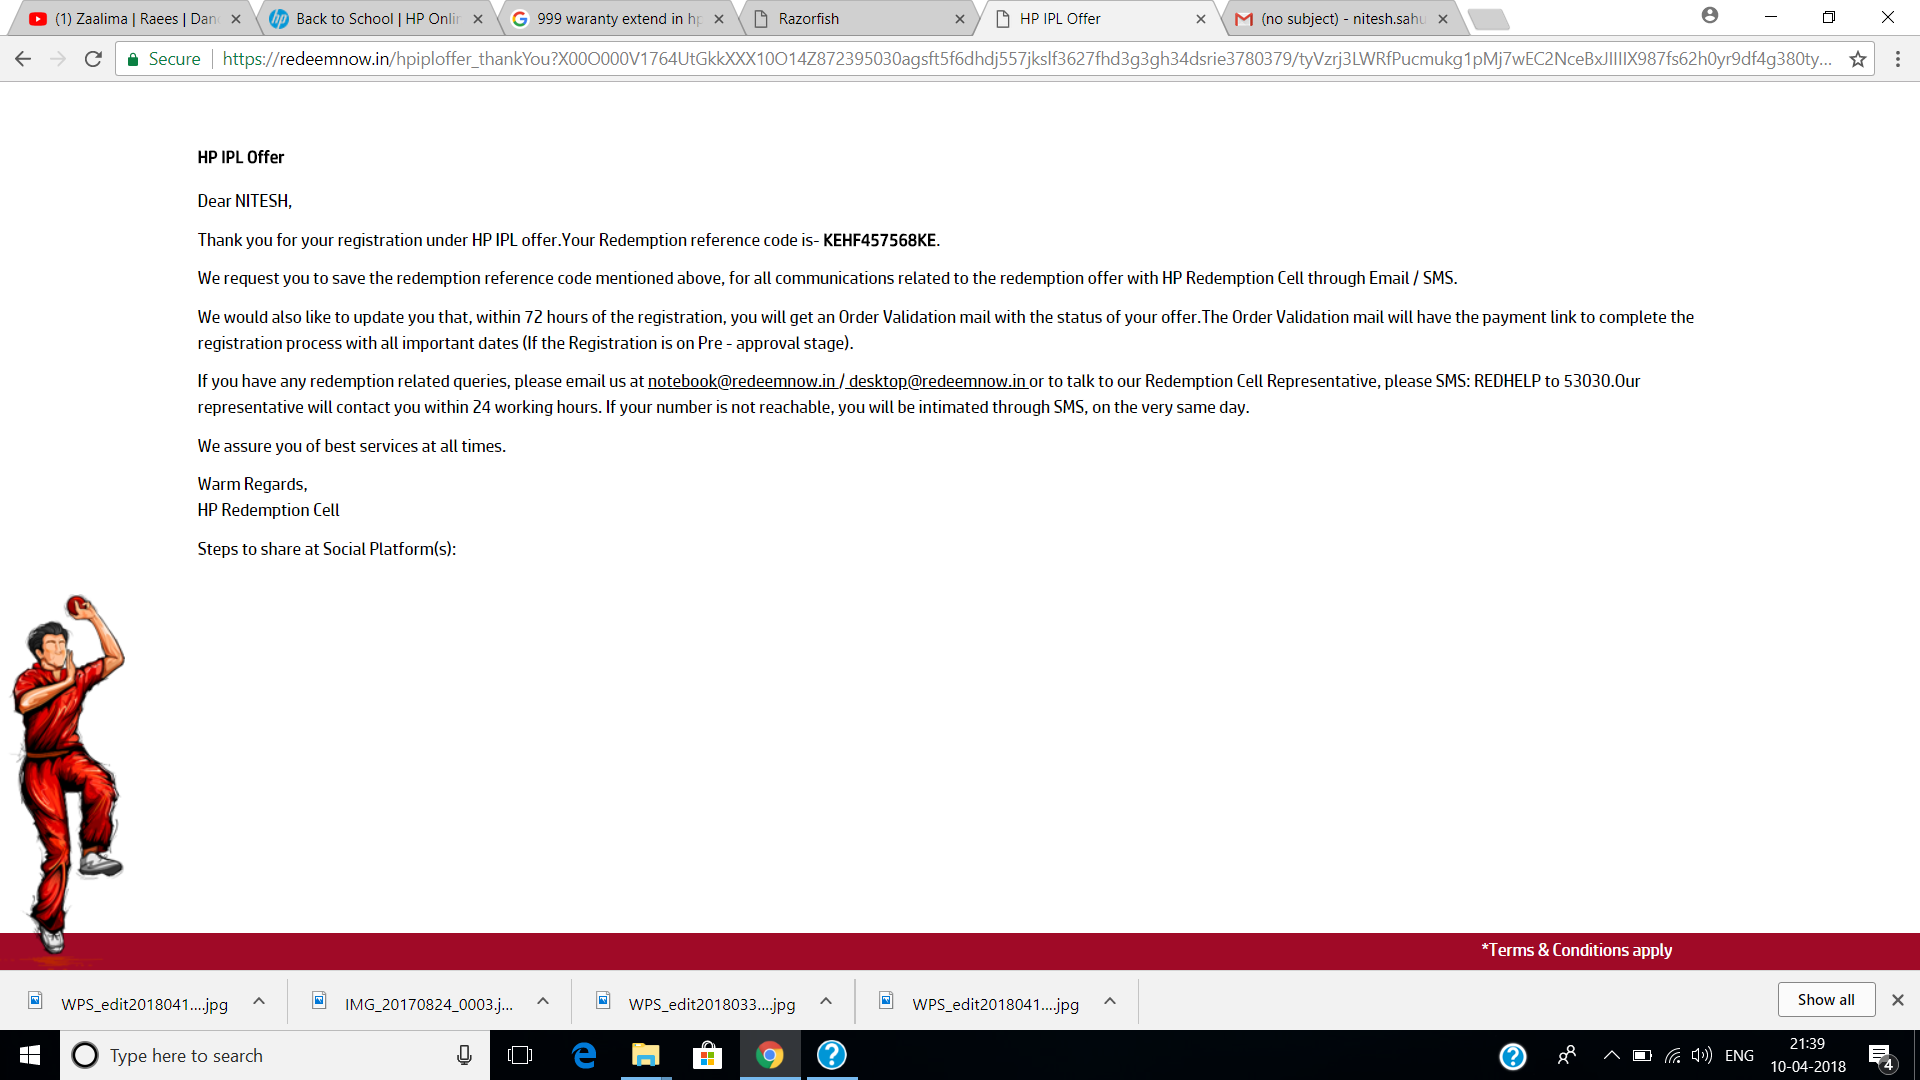 (1) Zaalima | Raees | Dan
Back to School | HP Onlin
999 waranty extend in hp
Razorfish
HP IPL Offer
(no subject) - nitesh.sahu
Secure
https://redeemnow.in/hpiploffer_thankYou?X00O000V1764UtGkkXXX10O14Z872395030agsft5f6dhdj557jkslf3627fhd3g3gh34dsrie3780379/tyVzrj3LWRfPucmukg1pMj7wEC2NceBxJIIIIX987fs62h0yr9df4g380ty...
HP IPL Offer
Dear NITESH,
Thank you for your registration under HP IPL offer.Your Redemption reference code is- KEHF457568KE.
We request you to save the redemption reference code mentioned above, for all communications related to the redemption offer with HP Redemption Cell through Email / SMS.
We would also like to update you that, within 72 hours of the registration, you will get an Order Validation mail with the status of your offer.The Order Validation mail will have the payment link to complete the
registration process with all important dates (If the Registration is on Pre - approval stage).
If you have any redemption related queries, please email us at notebook@redeemnow.in / desktop@redeemnow.in or to talk to our Redemption Cell Representative, please SMS: REDHELP to 53030.Our
representative will contact you within 24 working hours. If your number is not reachable, you will be intimated through SMS, on the very same day.
We assure you of best services at all times.
Warm Regards,
HP Redemption Cell
Steps to share at Social Platform(s):
*Terms & Conditions apply
WPS_edit2018041....jpg
IMG_20170824_0003.j...
WPS_edit2018033....jpg
WPS_edit2018041....jpg
Show all
Type here to search
ENG
21:39
10-04-2018
4